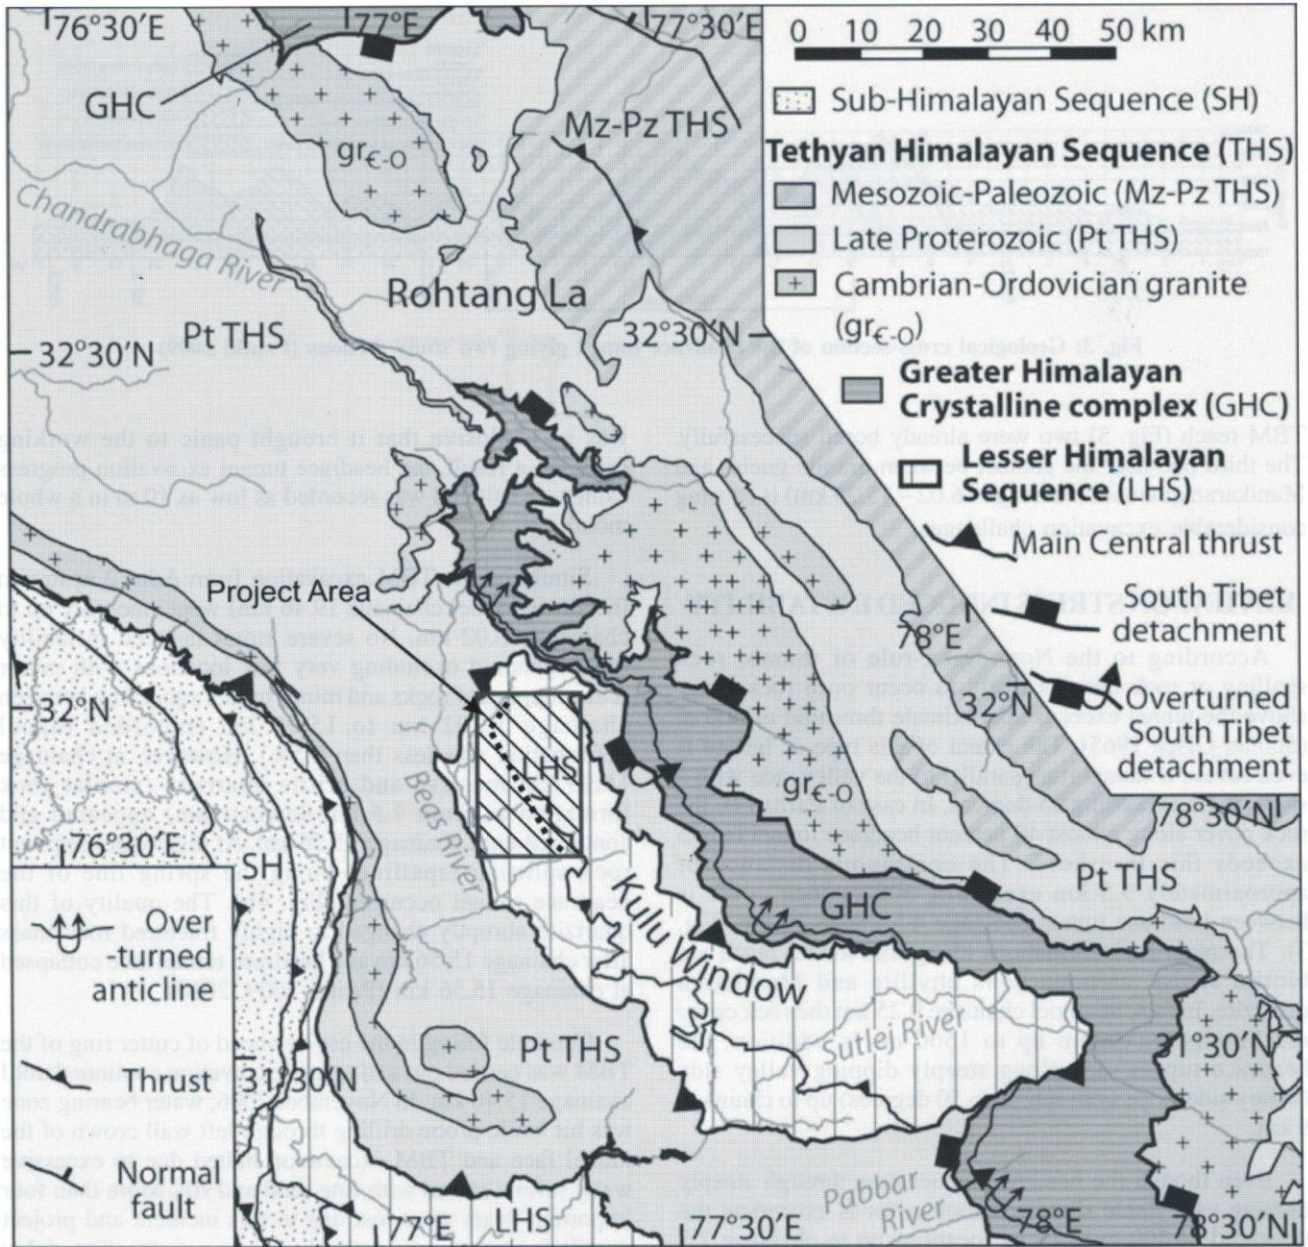 76°30′E
77°E
77°30′E
0 10 20 30 40 50 km
GHC
gr€-O
Mz-Pz THS
Sub-Himalayan Sequence (SH)
Tethyan Himalayan Sequence (THS)
Mesozoic-Paleozoic (Mz-Pz THS)
Late Proterozoic (Pt THS)
Cambrian-Ordovician granite
(gr€-O)
Chandrabhaga River
Rohtang La
Pt THS
32°30′N
32°30′N
Greater Himalayan
Crystalline complex (GHC)
Lesser Himalayan
Sequence (LHS)
Main Central thrust
South Tibet
detachment
Overturned
South Tibet
detachment
Project Area
78°E
32°N
32°N
LHS
Beas River
gr€-O
78°30′N
76°30′E
SH
Pt THS
GHC
Kulu Window
Over
turned
anticline
Sutlej River
Pt THS
31°30′N
31°30′N
Thrust
Normal
fault
Pabbar
River
LHS
77°E
77°30′E
78°E
78°30′N